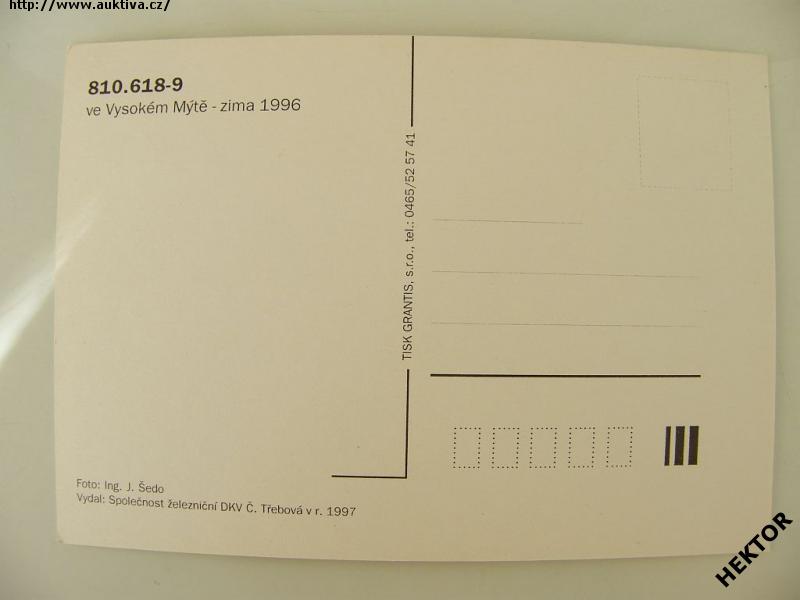 http://www.auktiva.cz/
810.618-9
ve Vysokém Mýtě - zima 1996
TISK GRANTIS, s.r.o., tel.: 0465/52 57 41
Foto: Ing. J. Šedo
Vydal: Společnost železniční DKV Č. Třebová v r. 1997
HEKTOR